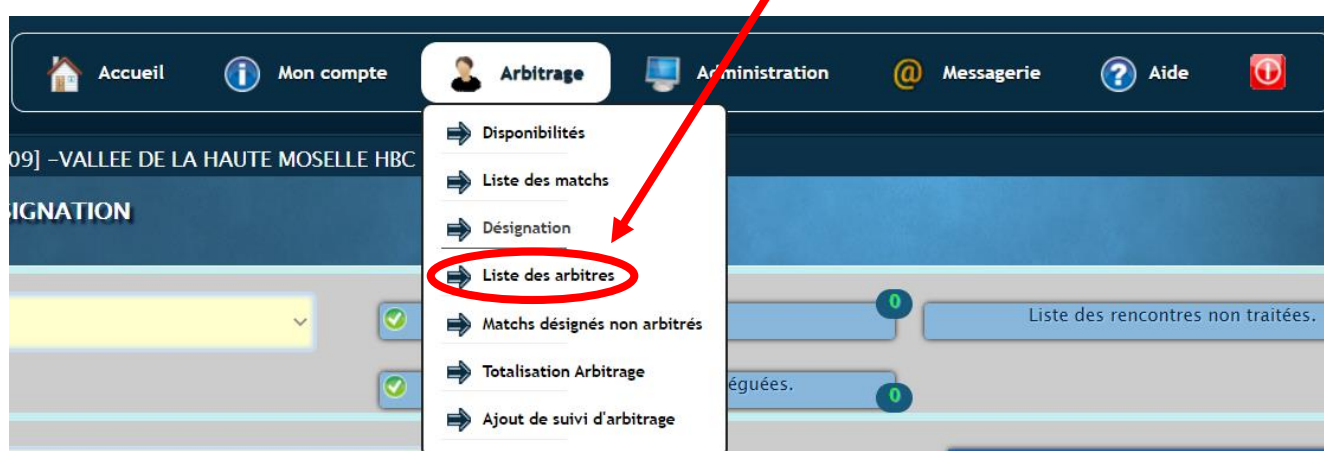 Accueil Mon compte Arbitrage Administration @ Messagerie ? Aide
Disponibilités
09] -VALLEE DE LA HAUTE MOSELLE HBC
Liste des matchs
SIGNATION
Désignation
Liste des arbitres
0
Liste des rencontres non traitées.
Matchs désignés non arbitrés
Totalisation Arbitrage
éguées.
0
Ajout de suivi d'arbitrage